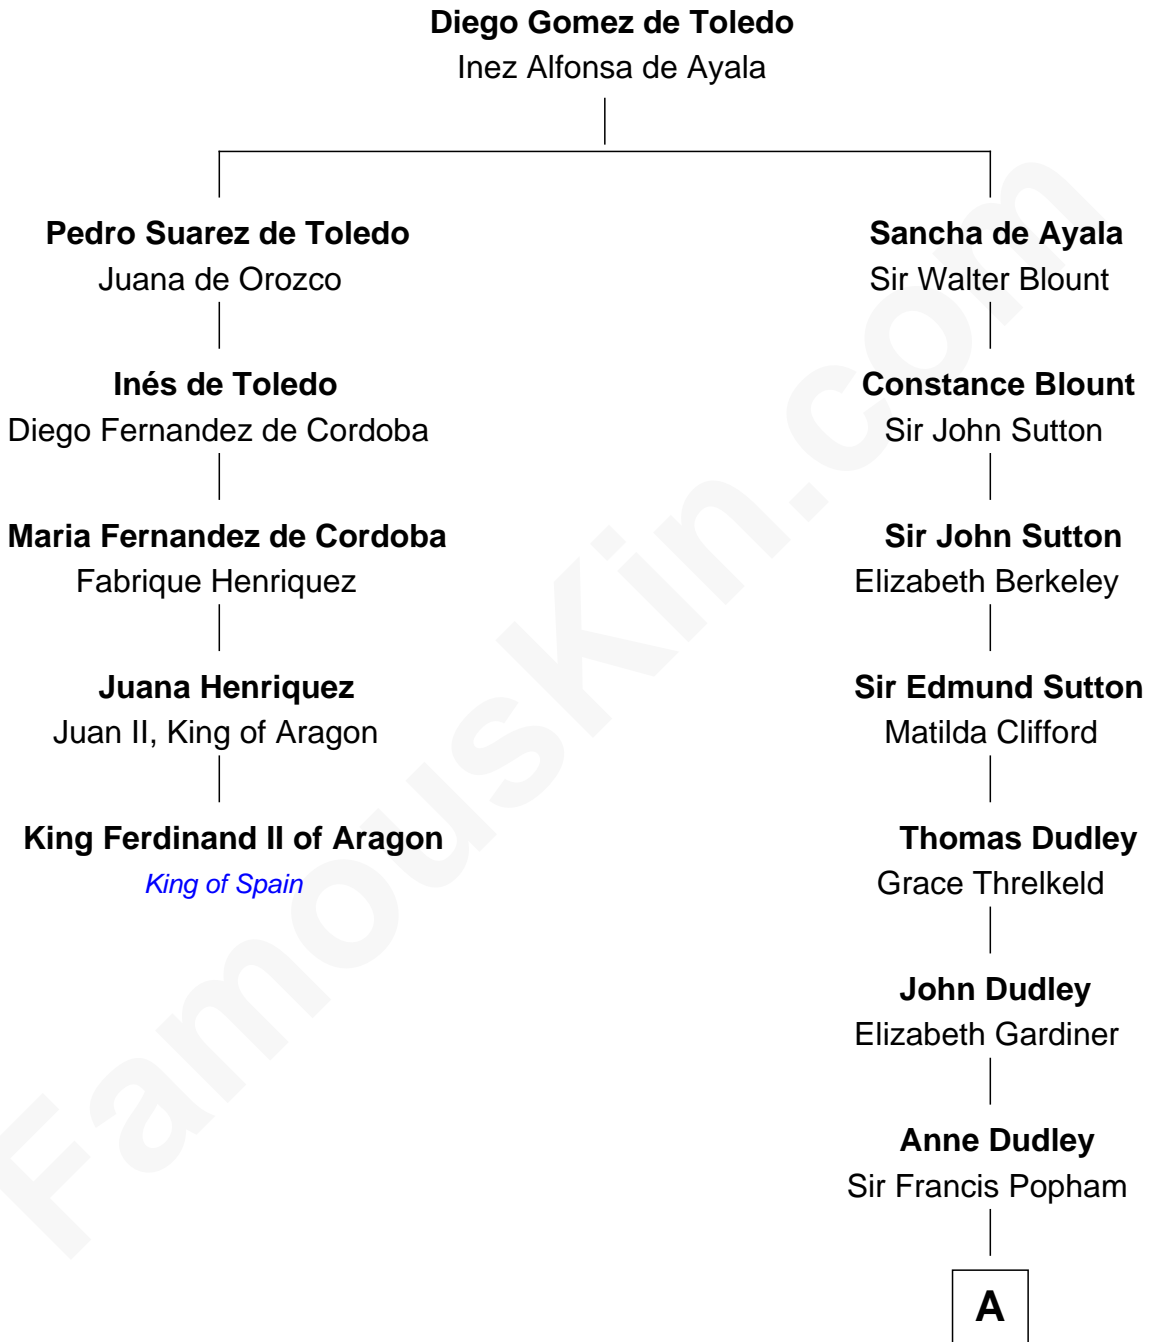 Diego Gomez de Toledo
Inez Alfonsa de Ayala
Pedro Suarez de Toledo
Juana de Orozco
Inés de Toledo
Diego Fernandez de Cordoba
Maria Fernandez de Cordoba
Fabrique Henriquez
Juana Henriquez
Juan II, King of Aragon
King Ferdinand II of Aragon
King of Spain
Sancha de Ayala
Sir Walter Blount
Constance Blount
Sir John Sutton
Sir John Sutton
Elizabeth Berkeley
Sir Edmund Sutton
Matilda Clifford
Thomas Dudley
Grace Threlkeld
John Dudley
Elizabeth Gardiner
Anne Dudley
Sir Francis Popham
A
FamousKin.com